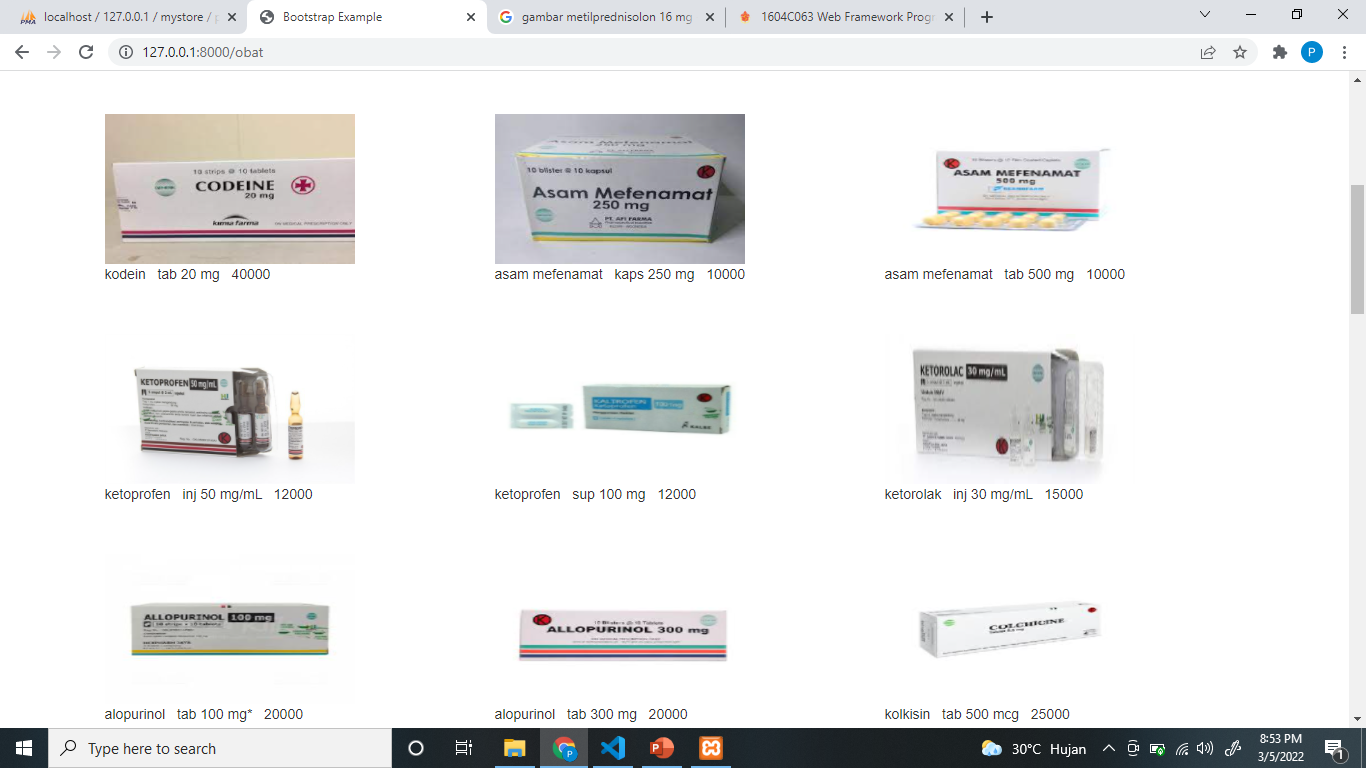 localhost / 127.0.0.1 / mystore / p
Bootstrap Example
gambar metilprednisolon 16 mg
1604C063 Web Framework Progr
127.0.0.1:8000/obat
P
10 strips @ 10 tablets
CODEINE
20 mg
kimia farma
kodein tab 20 mg 40000
Asam Mefenamat
250 mg
10 blister @ 10 kapsul
Asam Mefenamat
250 mg
PT. AFI FARMA
asam mefenamat kaps 250 mg 10000
ASAM MEFENAMAT
500 mg
asam mefenamat tab 500 mg 10000
KETOPROFEN 50 mg/mL
ketoprofen inj 50 mg/mL 12000
KALTROFEN
KALBE
ketoprofen sup 100 mg 12000
KETOROLAC 30 mg/mL
ketorolak inj 30 mg/mL 15000
ALLOPURINOL 100 mg
alopurinol tab 100 mg* 20000
ALLOPURINOL 300 mg
alopurinol tab 300 mg 20000
COLCHICINE
kolkisin tab 500 mcg 25000
Type here to search
30°C Hujan
8:53 PM
3/5/2022
1